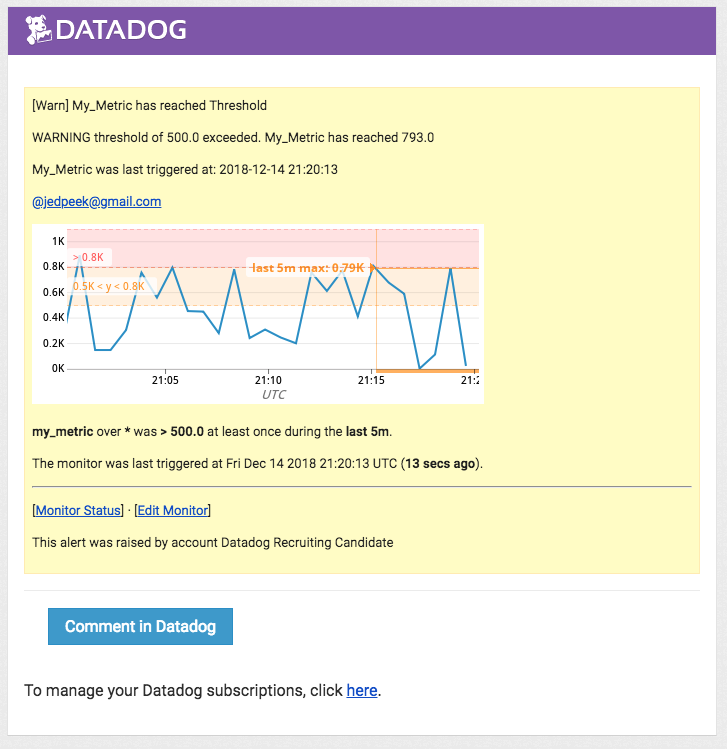 DATADOG
[Warn] My_Metric has reached Threshold
WARNING threshold of 500.0 exceeded. My_Metric has reached 793.0
My_Metric was last triggered at: 2018-12-14 21:20:13
@jedpeek@gmail.com
1K
> 0.8K
0.8K
last 5m max: 0.79K
0.5K < y < 0.8K
0.6K
0.4K
0.2K
0K
21:05 21:10 21:15
UTC
my_metric over * was > 500.0 at least once during the last 5m.
The monitor was last triggered at Fri Dec 14 2018 21:20:13 UTC (13 secs ago).
[Monitor Status] · [Edit Monitor]
This alert was raised by account Datadog Recruiting Candidate
Comment in Datadog
To manage your Datadog subscriptions, click here.